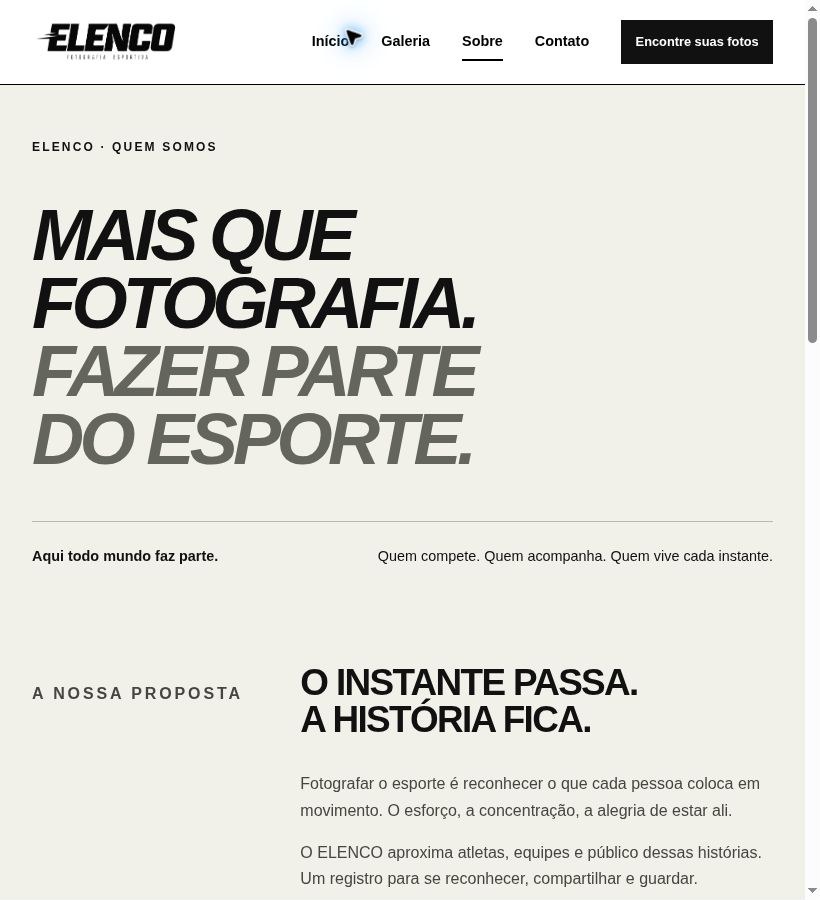 ELENCO
FOTOGRAFIA ESPORTIVA
Início
Galeria
Sobre
Contato
Encontre suas fotos
ELENCO · QUEM SOMOS
MAIS QUE
FOTOGRAFIA.
FAZER PARTE
DO ESPORTE.
Aqui todo mundo faz parte.
Quem compete. Quem acompanha. Quem vive cada instante.
A NOSSA PROPOSTA
O INSTANTE PASSA.
A HISTÓRIA FICA.
Fotografar o esporte é reconhecer o que cada pessoa coloca em
movimento. O esforço, a concentração, a alegria de estar ali.
O ELENCO aproxima atletas, equipes e público dessas histórias.
Um registro para se reconhecer, compartilhar e guardar.